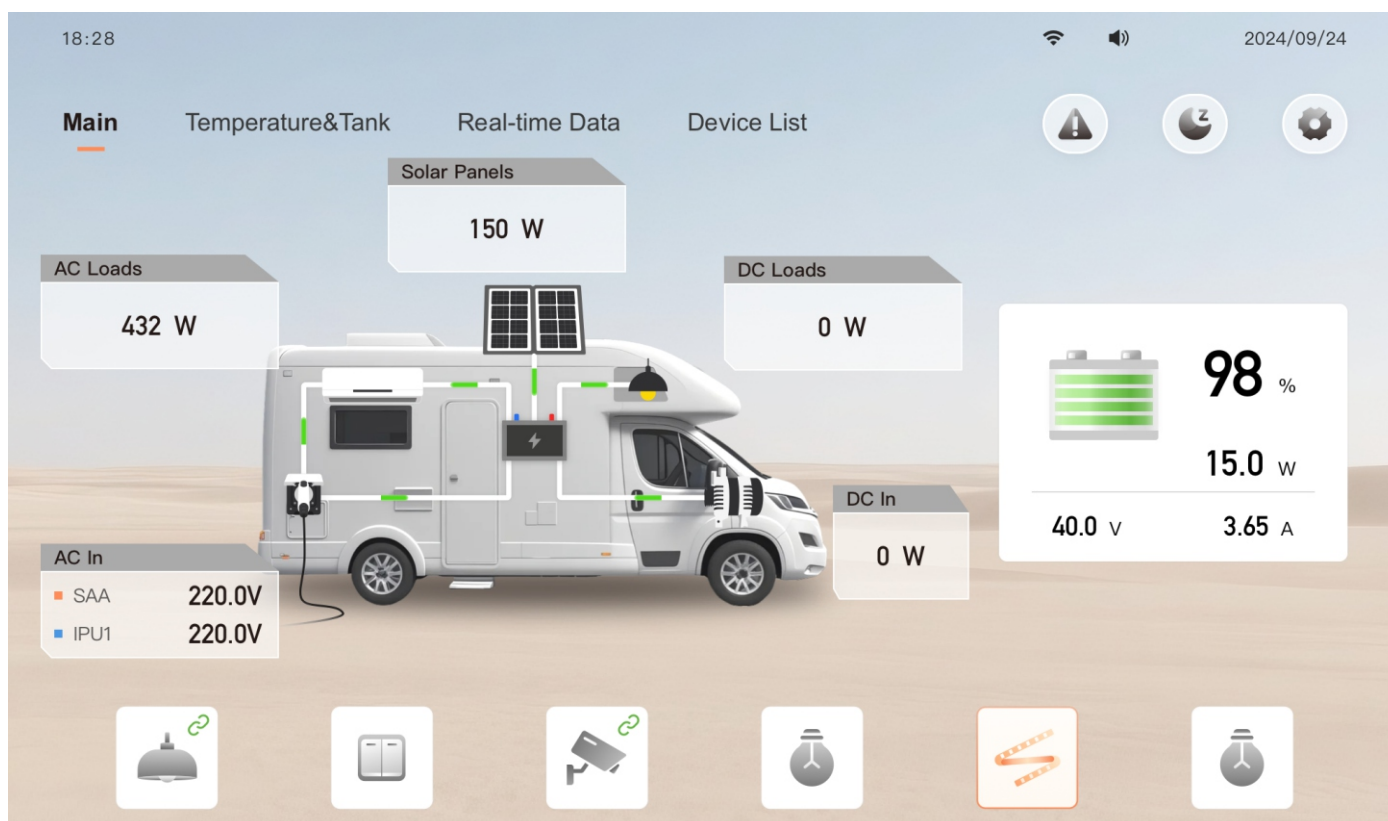 18:28
2024/09/24
Main
Temperature&Tank
Real-time Data
Device List
Z
Solar Panels
150 W
AC Loads
432 W
DC Loads
0 W
98 %
15.0 W
40.0 V
3.65 A
DC In
0 W
AC In
SAA 220.0V
IPU1 220.0V